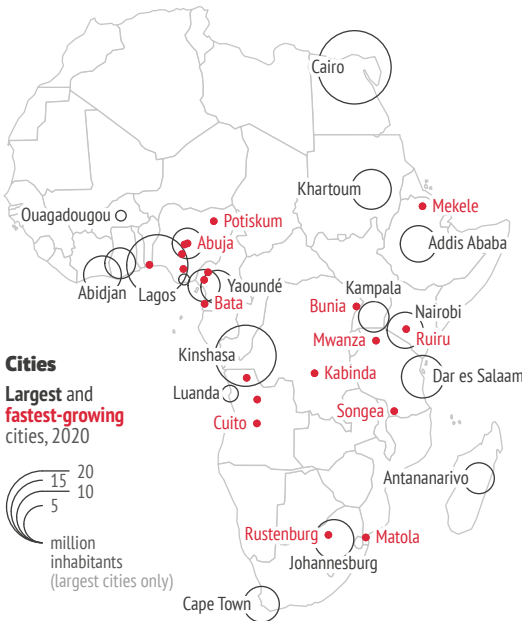 Cairo
Khartoum
Mekele
Ouagadougou
Potiskum
Abuja
Addis Ababa
Abidjan
Lagos
Yaoundé
Kampala
Bata
Bunia
Nairobi
Mwanza
Ruiru
Kinshasa
Kabinda
Dar es Salaam
Luanda
Songea
Cuito
Antananarivo
Rustenburg
Matola
Johannesburg
Cape Town
Cities
Largest and
fastest-growing
cities, 2020
20
15
10
5
million
inhabitants
(largest cities only)